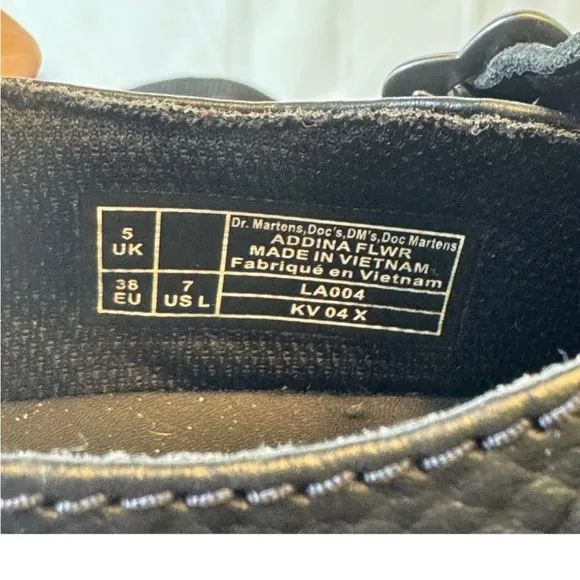 5
UK
38
EU
7
US L
Dr. Martens,Doc's,DM's,Doc Martens
ADDINA FLWR
MADE IN VIETNAM
Fabriqué en Vietnam
LA004
KV 04 X